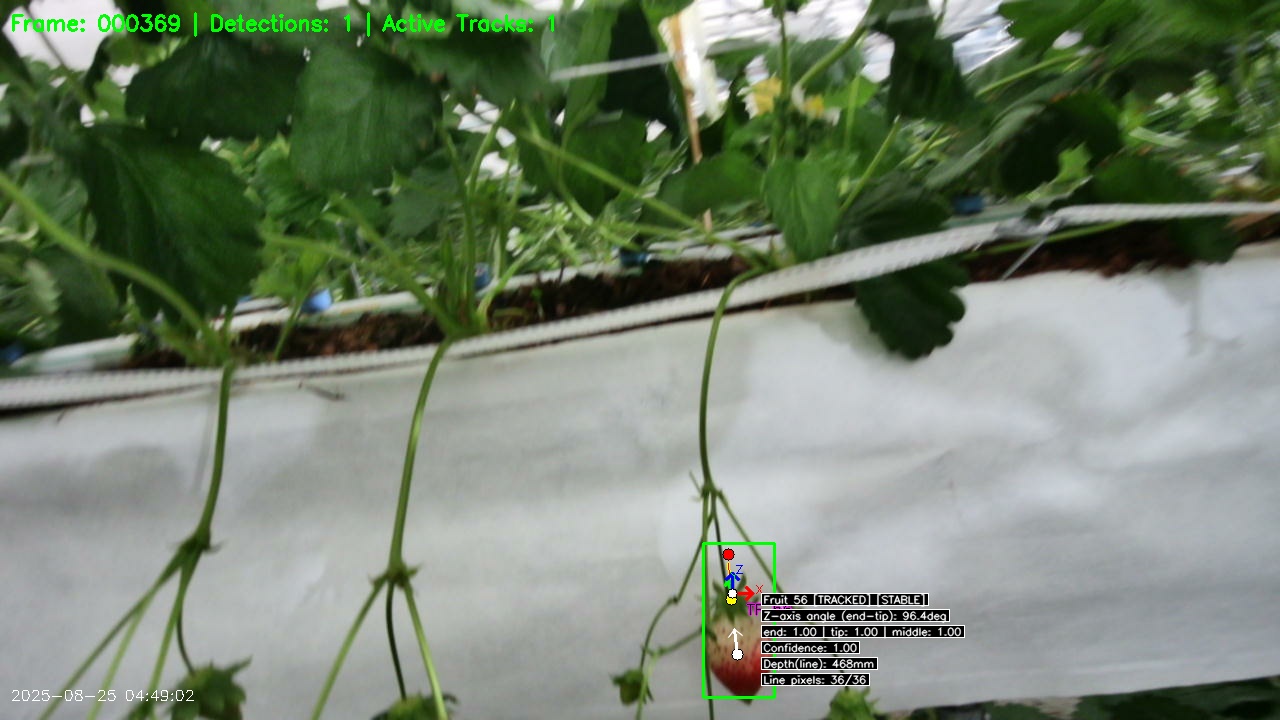 Frame: 000369 | Detections: 1 | Active Tracks: 1
Z
X
Fruit 56 [TRACKED] [STABLE]
Z-axis angle (end-tip): 96.4deg
end: 1.00 | tip: 1.00 | middle: 1.00
Confidence: 1.00
Depth(line): 468mm
Line pixels: 36/36
2025-08-25 04:49:02